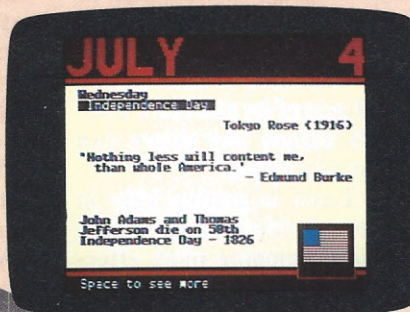 JULY 4
Wednesday
Independence Day
Tokyo Rose (1916)
"Nothing less will content me,
than whole America."
- Edmund Burke
John Adams and Thomas
Jefferson die on 50th
Independence Day - 1826
Space to see more